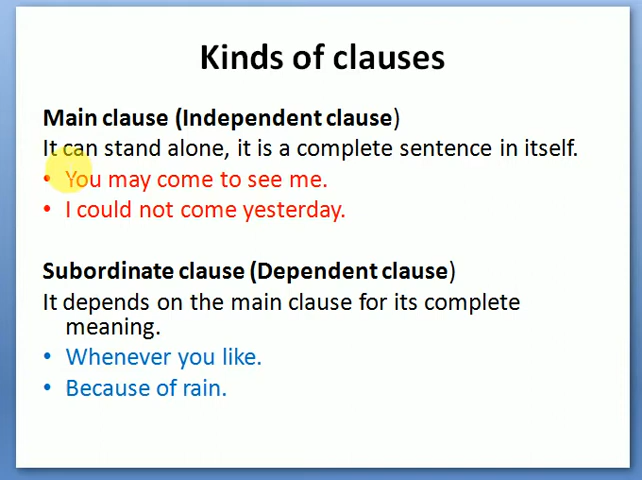 Kinds of clauses
Main clause (Independent clause)
It can stand alone, it is a complete sentence in itself.
• You may come to see me.
• I could not come yesterday.
Subordinate clause (Dependent clause)
It depends on the main clause for its complete
meaning.
• Whenever you like.
• Because of rain.